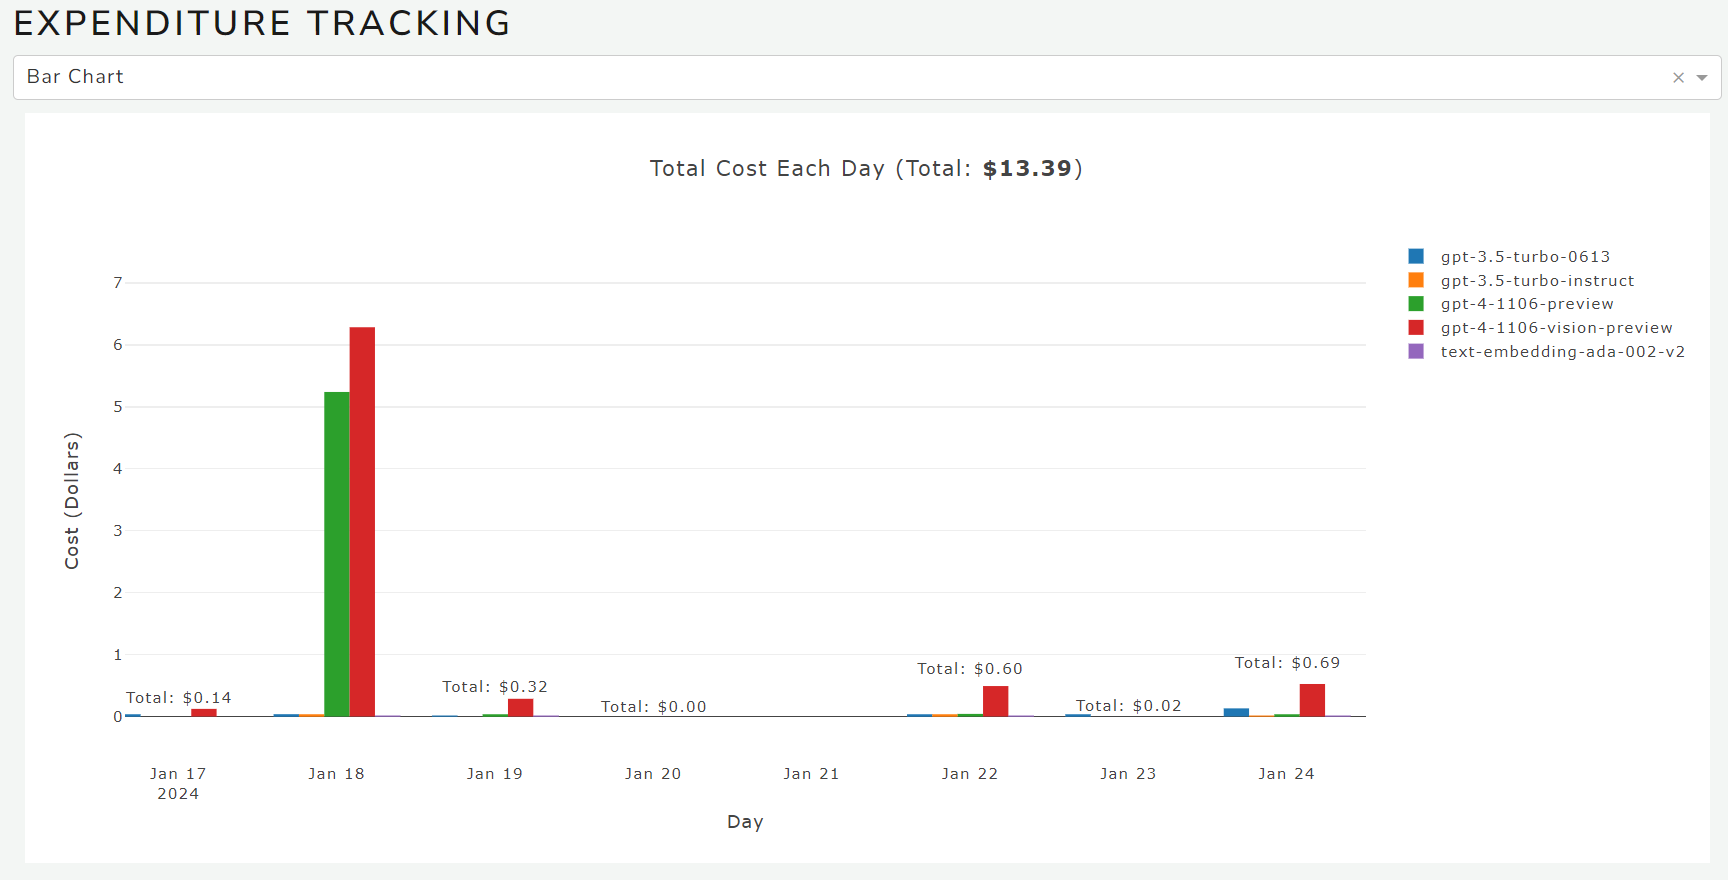 EXPENDITURE TRACKING
Bar Chart
Total Cost Each Day (Total: $13.39)
gpt-3.5-turbo-0613
gpt-3.5-turbo-instruct
gpt-4-1106-preview
gpt-4-1106-vision-preview
text-embedding-ada-002-v2
Cost (Dollars)
7
6
5
4
3
2
1
0
Total: $0.14
Total: $0.32
Total: $0.00
Total: $0.60
Total: $0.02
Total: $0.69
Jan 17
2024
Jan 18
Jan 19
Jan 20
Jan 21
Jan 22
Jan 23
Jan 24
Day